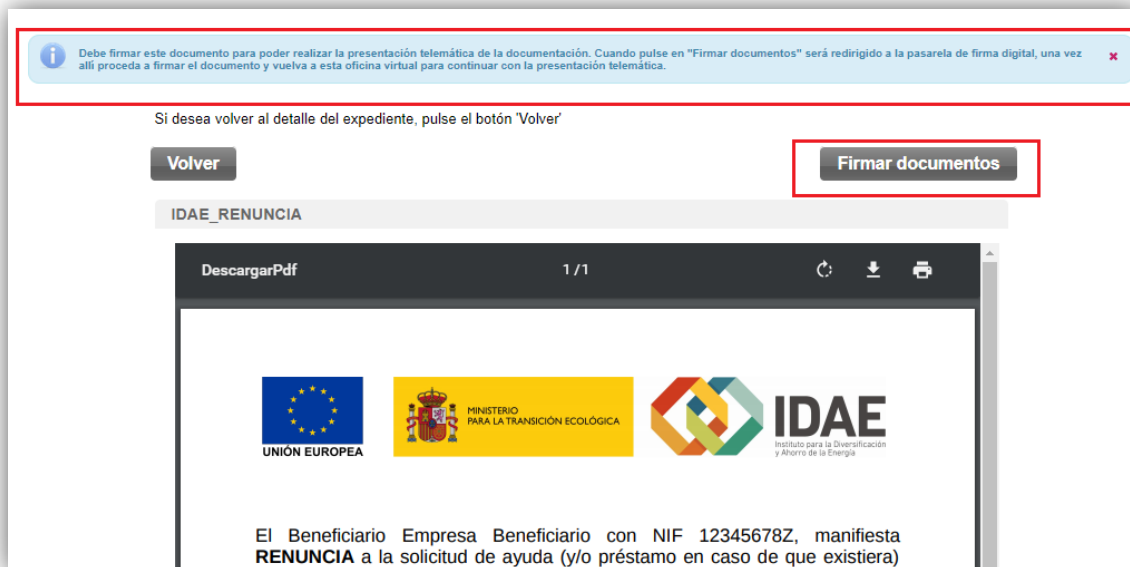 Debe firmar este documento para poder realizar la presentación telemática de la documentación. Cuando pulse en "Firmar documentos" será redirigido a la pasarela de firma digital, una vez
allí proceda a firmar el documento y vuelva a esta oficina virtual para continuar con la presentación telemática.
Si desea volver al detalle del expediente, pulse el botón 'Volver'
Volver
Firmar documentos
IDAE_RENUNCIA
DescargarPdf
1 / 1
UNIÓN EUROPEA
MINISTERIO
PARA LA TRANSICIÓN ECOLÓGICA
IDAE
Instituto para la Diversificación
y Ahorro de la Energía
El Beneficiario Empresa Beneficiario con NIF 12345678Z, manifiesta
RENUNCIA a la solicitud de ayuda (y/o préstamo en caso de que existiera)